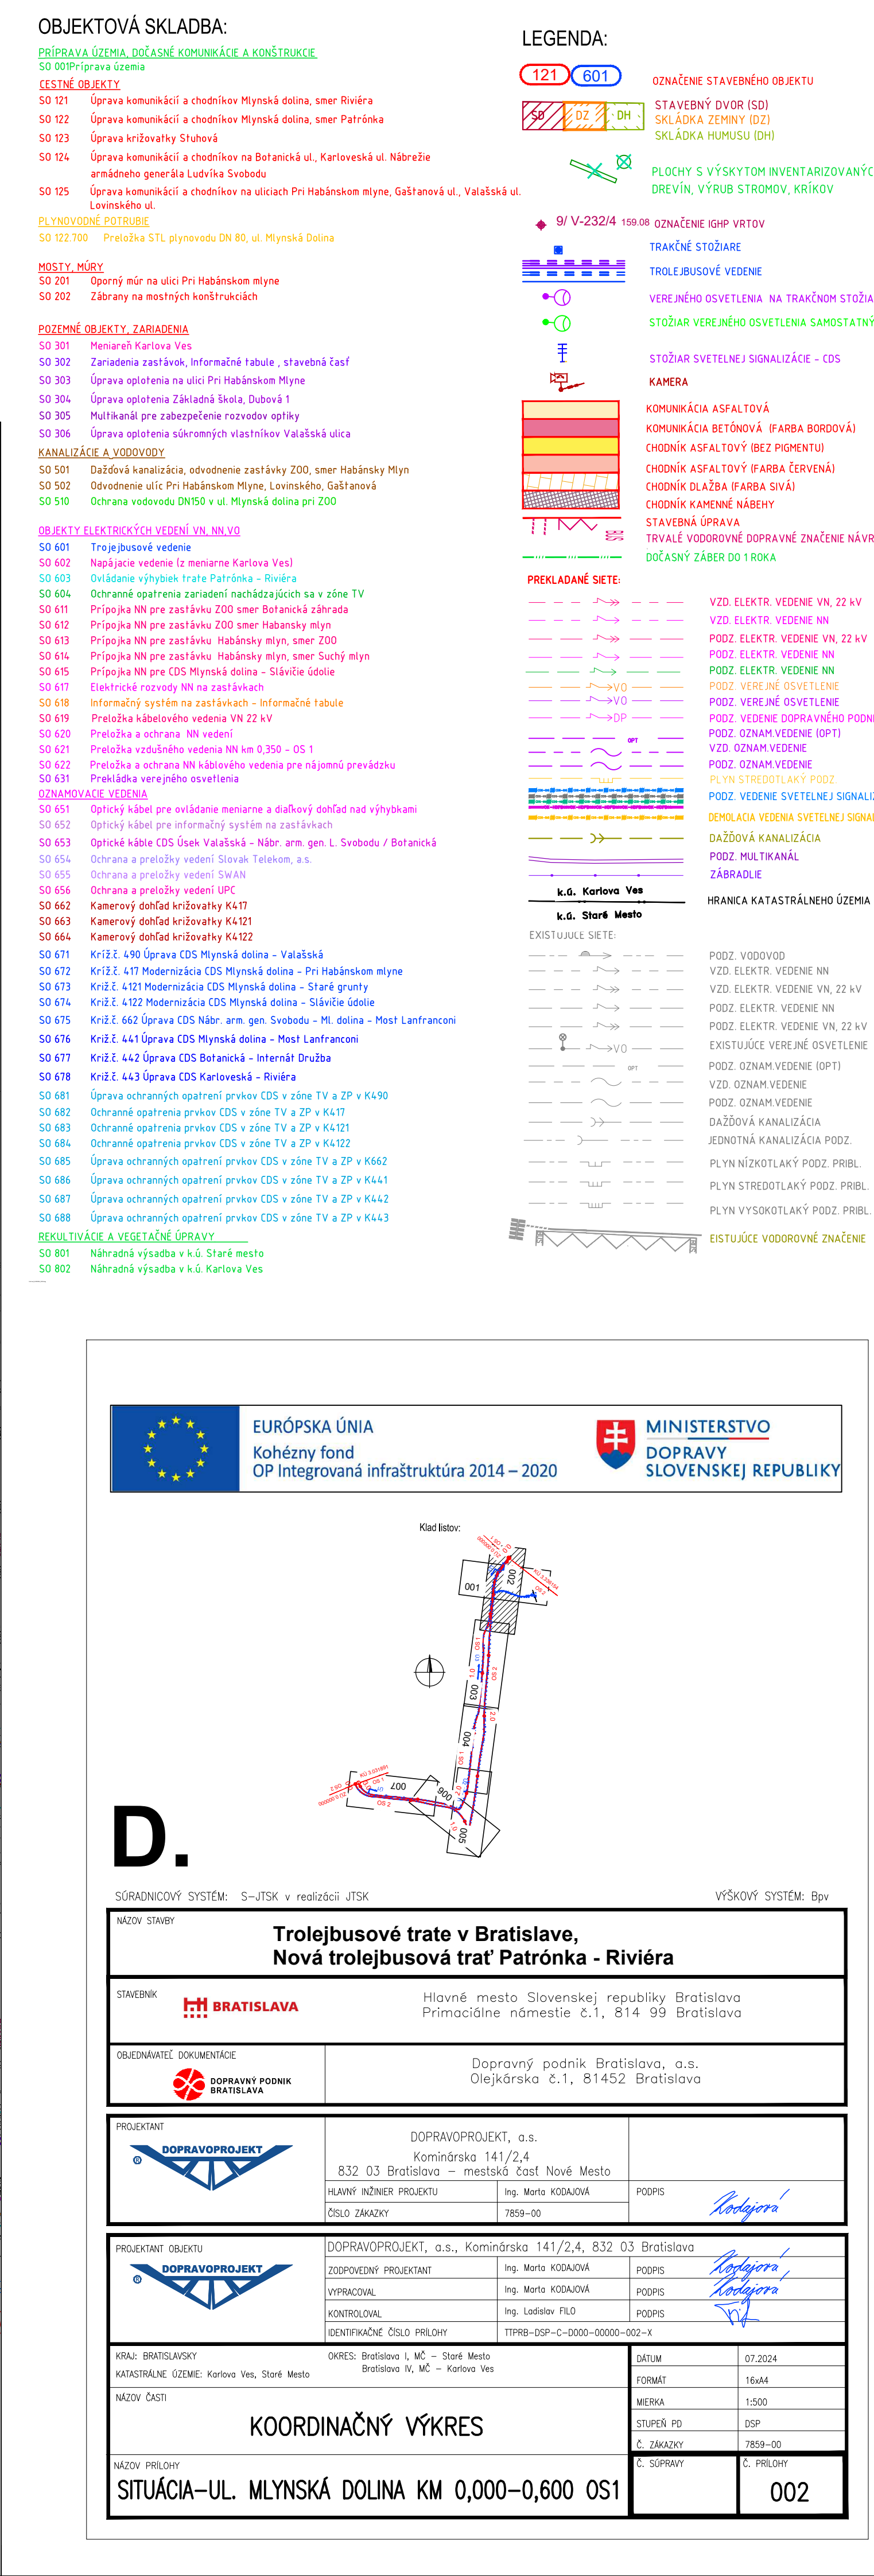 OBJEKTOVÁ SKLADBA:
PRÍPRAVA ÚZEMIA, DOČASNÉ KOMUNIKÁCIE A KONŠTRUKCIE
SO 001Príprava územia
CESTNÉ OBJEKTY
SO 121 Úprava komunikácií a chodníkov Mlynská dolina, smer Riviéra
SO 122 Úprava komunikácií a chodníkov Mlynská dolina, smer Patrónka
SO 123 Úprava križovatky Stuhová
SO 124 Úprava komunikácií a chodníkov na Botanická ul., Karloveská ul. Nábrežie
armádneho generála Ludvíka Svobodu
SO 125 Úprava komunikácií a chodníkov na uliciach Pri Habánskom mlyne, Gaštanová ul., Valašská ul.
Lovinského ul.
PLYNOVODNÉ POTRUBIE
SO 122.700 Preložka STL plynovodu DN 80, ul. Mlynská Dolina
MOSTY, MÚRY
SO 201 Oporný múr na ulici Pri Habánskom mlyne
SO 202 Zábrany na mostných konštrukciách
POZEMNÉ OBJEKTY, ZARIADENIA
SO 301 Meniareň Karlova Ves
SO 302 Zariadenia zastávok, Informačné tabule , stavebná časť
SO 303 Úprava oplotenia na ulici Pri Habánskom Mlyne
SO 304 Úprava oplotenia Základná škola, Dubová 1
SO 305 Multikanál pre zabezpečenie rozvodov optiky
SO 306 Úprava oplotenia súkromných vlastníkov Valašská ulica
KANALIZÁCIE A VODOVODY
SO 501 Dažďová kanalizácia, odvodnenie zastávky ZOO, smer Habánsky Mlyn
SO 502 Odvodnenie ulíc Pri Habánskom Mlyne, Lovinského, Gaštanová
SO 510 Ochrana vodovodu DN150 v ul. Mlynská dolina pri ZOO
OBJEKTY ELEKTRICKÝCH VEDENÍ VN, NN,VO
SO 601 Trojejbusové vedenie
SO 602 Napájacie vedenie (z meniarne Karlova Ves)
SO 603 Ovládanie výhybiek trate Patrónka - Riviéra
SO 604 Ochranné opatrenia zariadení nachádzajúcich sa v zóne TV
SO 611 Prípojka NN pre zastávku ZOO smer Botanická záhrada
SO 612 Prípojka NN pre zastávku ZOO smer Habansky mlyn
SO 613 Prípojka NN pre zastávku Habánsky mlyn, smer ZOO
SO 614 Prípojka NN pre zastávku Habánsky mlyn, smer Suchý mlyn
SO 615 Prípojka NN pre CDS Mlynská dolina - Slávičie údolie
SO 617 Elektrické rozvody NN na zastávkach
SO 618 Informačný systém na zastávkach - Informačné tabule
SO 619 Preložka kábelového vedenia VN 22 kV
SO 620 Preložka a ochrana NN vedení
SO 621 Preložka vzdušného vedenia NN km 0,350 - OS 1
SO 622 Preložka a ochrana NN káblového vedenia pre nájomnú prevádzku
SO 631 Prekládka verejného osvetlenia
OZNAMOVACIE VEDENIA
SO 651 Optický kábel pre ovládanie meniarne a diaľkový dohľad nad výhybkami
SO 652 Optický kábel pre informačný systém na zastávkach
SO 653 Optické káble CDS Úsek Valašská - Nábr. arm. gen. L. Svobodu / Botanická
SO 654 Ochrana a preložky vedení Slovak Telekom, a.s.
SO 655 Ochrana a preložky vedení SWAN
SO 656 Ochrana a preložky vedení UPC
SO 662 Kamerový dohľad križovatky K417
SO 663 Kamerový dohľad križovatky K4121
SO 664 Kamerový dohľad križovatky K4122
SO 671 Kríž.č. 490 Úprava CDS Mlynská dolina - Valašská
SO 672 Kríž.č. 417 Modernizácia CDS Mlynská dolina - Pri Habánskom mlyne
SO 673 Križ.č. 4121 Modernizácia CDS Mlynská dolina - Staré grunty
SO 674 Križ.č. 4122 Modernizácia CDS Mlynská dolina - Slávičie údolie
SO 675 Križ.č. 662 Úprava CDS Nábr. arm. gen. Svobodu - Ml. dolina - Most Lanfranconi
SO 676 Križ.č. 441 Úprava CDS Mlynská dolina - Most Lanfranconi
SO 677 Križ.č. 442 Úprava CDS Botanická - Internát Družba
SO 678 Križ.č. 443 Úprava CDS Karloveská - Riviéra
SO 681 Úprava ochranných opatrení prvkov CDS v zóne TV a ZP v K490
SO 682 Ochranné opatrenia prvkov CDS v zóne TV a ZP v K417
SO 683 Ochranné opatrenia prvkov CDS v zóne TV a ZP v K4121
SO 684 Ochranné opatrenia prvkov CDS v zóne TV a ZP v K4122
SO 685 Úprava ochranných opatrení prvkov CDS v zóne TV a ZP v K662
SO 686 Úprava ochranných opatrení prvkov CDS v zóne TV a ZP v K441
SO 687 Úprava ochranných opatrení prvkov CDS v zóne TV a ZP v K442
SO 688 Úprava ochranných opatrení prvkov CDS v zóne TV a ZP v K443
REKULTIVÁCIE A VEGETAČNÉ ÚPRAVY
SO 801 Náhradná výsadba v k.ú. Staré mesto
SO 802 Náhradná výsadba v k.ú. Karlova Ves
LEGENDA:
121 601 OZNAČENIE STAVEBNÉHO OBJEKTU
SD DZ DH
STAVEBNÝ DVOR (SD)
SKLÁDKA ZEMINY (DZ)
SKLÁDKA HUMUSU (DH)
PLOCHY S VÝSKYTOM INVENTARIZOVANÝC
DREVÍN, VÝRUB STROMOV, KRÍKOV
9/ V-232/4 159.08 OZNAČENIE IGHP VRTOV
TRAKČNÉ STOŽIARE
TROLEJBUSOVÉ VEDENIE
VEREJNÉHO OSVETLENIA NA TRAKČNOM STOŽIA
STOŽIAR VEREJNÉHO OSVETLENIA SAMOSTATNÝ
STOŽIAR SVETELNEJ SIGNALIZÁCIE - CDS
KAMERA
KOMUNIKÁCIA ASFALTOVÁ
KOMUNIKÁCIA BETÓNOVÁ (FARBA BORDOVÁ)
CHODNÍK ASFALTOVÝ (BEZ PIGMENTU)
CHODNÍK ASFALTOVÝ (FARBA ČERVENÁ)
CHODNÍK DLAŽBA (FARBA SIVÁ)
CHODNÍK KAMENNÉ NÁBEHY
STAVEBNÁ ÚPRAVA
TRVALÉ VODOROVNÉ DOPRAVNÉ ZNAČENIE NÁVR
DOČASNÝ ZÁBER DO 1 ROKA
PREKLADANÉ SIETE:
VZD. ELEKTR. VEDENIE VN, 22 kV
VZD. ELEKTR. VEDENIE NN
PODZ. ELEKTR. VEDENIE VN, 22 kV
PODZ. ELEKTR. VEDENIE NN
PODZ. ELEKTR. VEDENIE NN
VO PODZ. VEREJNÉ OSVETLENIE
VO PODZ. VEREJNÉ OSVETLENIE
DP PODZ. VEDENIE DOPRAVNÉHO PODNI
OPT PODZ. OZNAM.VEDENIE (OPT)
VZD. OZNAM.VEDENIE
PODZ. OZNAM.VEDENIE
PLYN STREDOTLAKÝ PODZ.
PODZ. VEDENIE SVETELNEJ SIGNALIZ
DEMOLACIA VEDENIA SVETELNEJ SIGNAL
DAŽĎOVÁ KANALIZÁCIA
PODZ. MULTIKANÁL
ZÁBRADLIE
k.ú. Karlova Ves
k.ú. Staré Mesto
HRANICA KATASTRÁLNEHO ÚZEMIA
EXISTUJÚCE SIETE:
PODZ. VODOVOD
VZD. ELEKTR. VEDENIE NN
VZD. ELEKTR. VEDENIE VN, 22 kV
PODZ. ELEKTR. VEDENIE NN
PODZ. ELEKTR. VEDENIE VN, 22 kV
VO EXISTUJÚCE VEREJNÉ OSVETLENIE
OPT PODZ. OZNAM.VEDENIE (OPT)
VZD. OZNAM.VEDENIE
PODZ. OZNAM.VEDENIE
DAŽĎOVÁ KANALIZÁCIA
JEDNOTNÁ KANALIZÁCIA PODZ.
PLYN NÍZKOTLAKÝ PODZ. PRIBL.
PLYN STREDOTLAKÝ PODZ. PRIBL.
PLYN VYSOKOTLAKÝ PODZ. PRIBL.
EISTUJÚCE VODOROVNÉ ZNAČENIE
EURÓPSKA ÚNIA
Kohézny fond
OP Integrovaná infraštruktúra 2014 – 2020
MINISTERSTVO
DOPRAVY
SLOVENSKEJ REPUBLIKY
Klad listov:
001
002
OS 2
OS 1
1.0
OS 2
003
2.0
004
OS 1
007
OS 1
OS 2
006
2.0
1.0
005
D.
SÚRADNICOVÝ SYSTÉM: S-JTSK v realizácii JTSK
VÝŠKOVÝ SYSTÉM: Bpv
NÁZOV STAVBY
Trolejbusové trate v Bratislave,
Nová trolejbusová trať Patrónka - Riviéra
STAVEBNÍK
BRATISLAVA
Hlavné mesto Slovenskej republiky Bratislava
Primaciálne námestie č.1, 814 99 Bratislava
OBJEDNÁVATEĽ DOKUMENTÁCIE
DOPRAVNÝ PODNIK
BRATISLAVA
Dopravný podnik Bratislava, a.s.
Olejkárska č.1, 81452 Bratislava
PROJEKTANT
DOPRAVOPROJEKT
®
DOPRAVOPROJEKT, a.s.
Kominárska 141/2,4
832 03 Bratislava – mestská časť Nové Mesto
HLAVNÝ INŽINIER PROJEKTU Ing. Marta KODAJOVÁ PODPIS Kodajová
ČÍSLO ZÁKAZKY 7859-00
PROJEKTANT OBJEKTU
DOPRAVOPROJEKT
®
DOPRAVOPROJEKT, a.s., Kominárska 141/2,4, 832 03 Bratislava
ZODPOVEDNÝ PROJEKTANT Ing. Marta KODAJOVÁ PODPIS Kodajová
VYPRACOVAL Ing. Marta KODAJOVÁ PODPIS Kodajová
KONTROLOVAL Ing. Ladislav FILO PODPIS
IDENTIFIKAČNÉ ČÍSLO PRÍLOHY TTPRB-DSP-C-D000-00000-002-X
KRAJ: BRATISLAVSKY
OKRES: Bratislava I, MČ – Staré Mesto
Bratislava IV, MČ – Karlova Ves
KATASTRÁLNE ÚZEMIE: Karlova Ves, Staré Mesto
DÁTUM 07.2024
FORMÁT 16xA4
MIERKA 1:500
STUPEŇ PD DSP
Č. ZÁKAZKY 7859-00
NÁZOV ČASTI
KOORDINAČNÝ VÝKRES
NÁZOV PRÍLOHY
SITUÁCIA-UL. MLYNSKÁ DOLINA KM 0,000-0,600 OS1
Č. SÚPRAVY
Č. PRÍLOHY
002